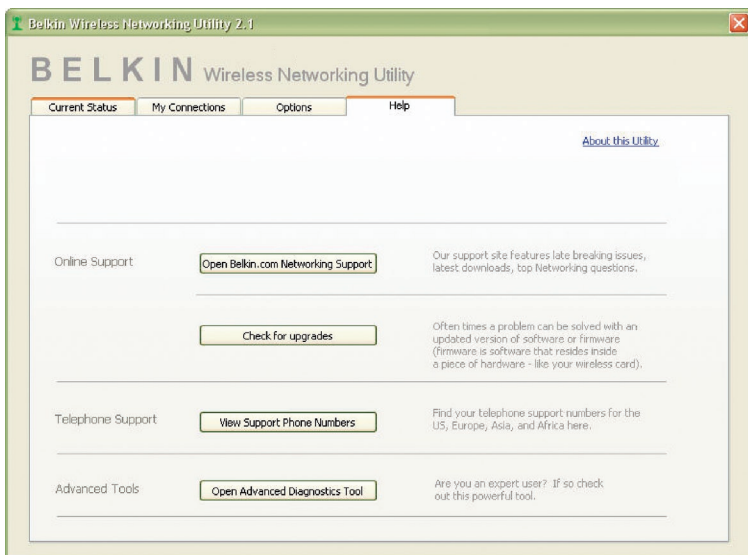 Belkin Wireless Networking Utility 2.1
BELKIN Wireless Networking Utility
Current Status My Connections Options Help
About this Utility
Online Support
Open Belkin.com Networking Support
Our support site features late breaking issues,
latest downloads, top Networking questions.
Check for upgrades
Often times a problem can be solved with an
updated version of software or firmware
(firmware is software that resides inside
a piece of hardware - like your wireless card).
Telephone Support
View Support Phone Numbers
Find your telephone support numbers for the
US, Europe, Asia, and Africa here.
Advanced Tools
Open Advanced Diagnostics Tool
Are you an expert user? If so check
out this powerful tool.